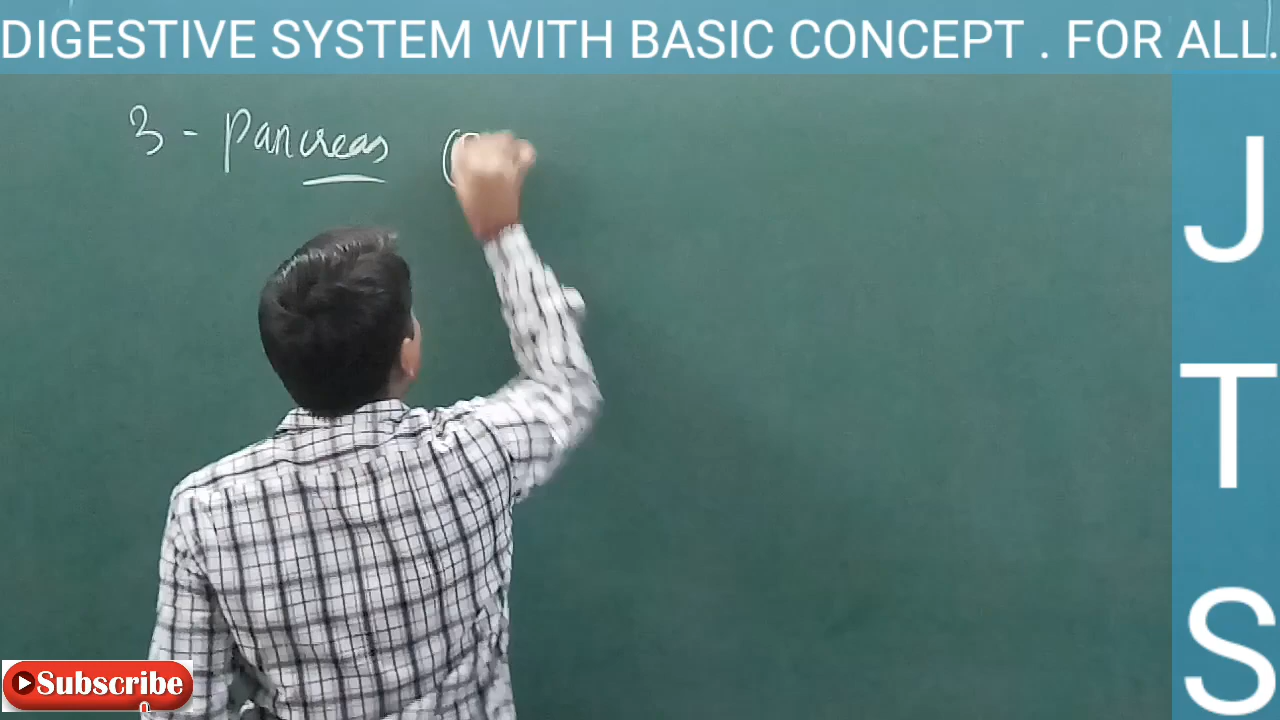 DIGESTIVE SYSTEM WITH BASIC CONCEPT . FOR ALL.
3 - Pancreas (
J
T
S
Subscribe